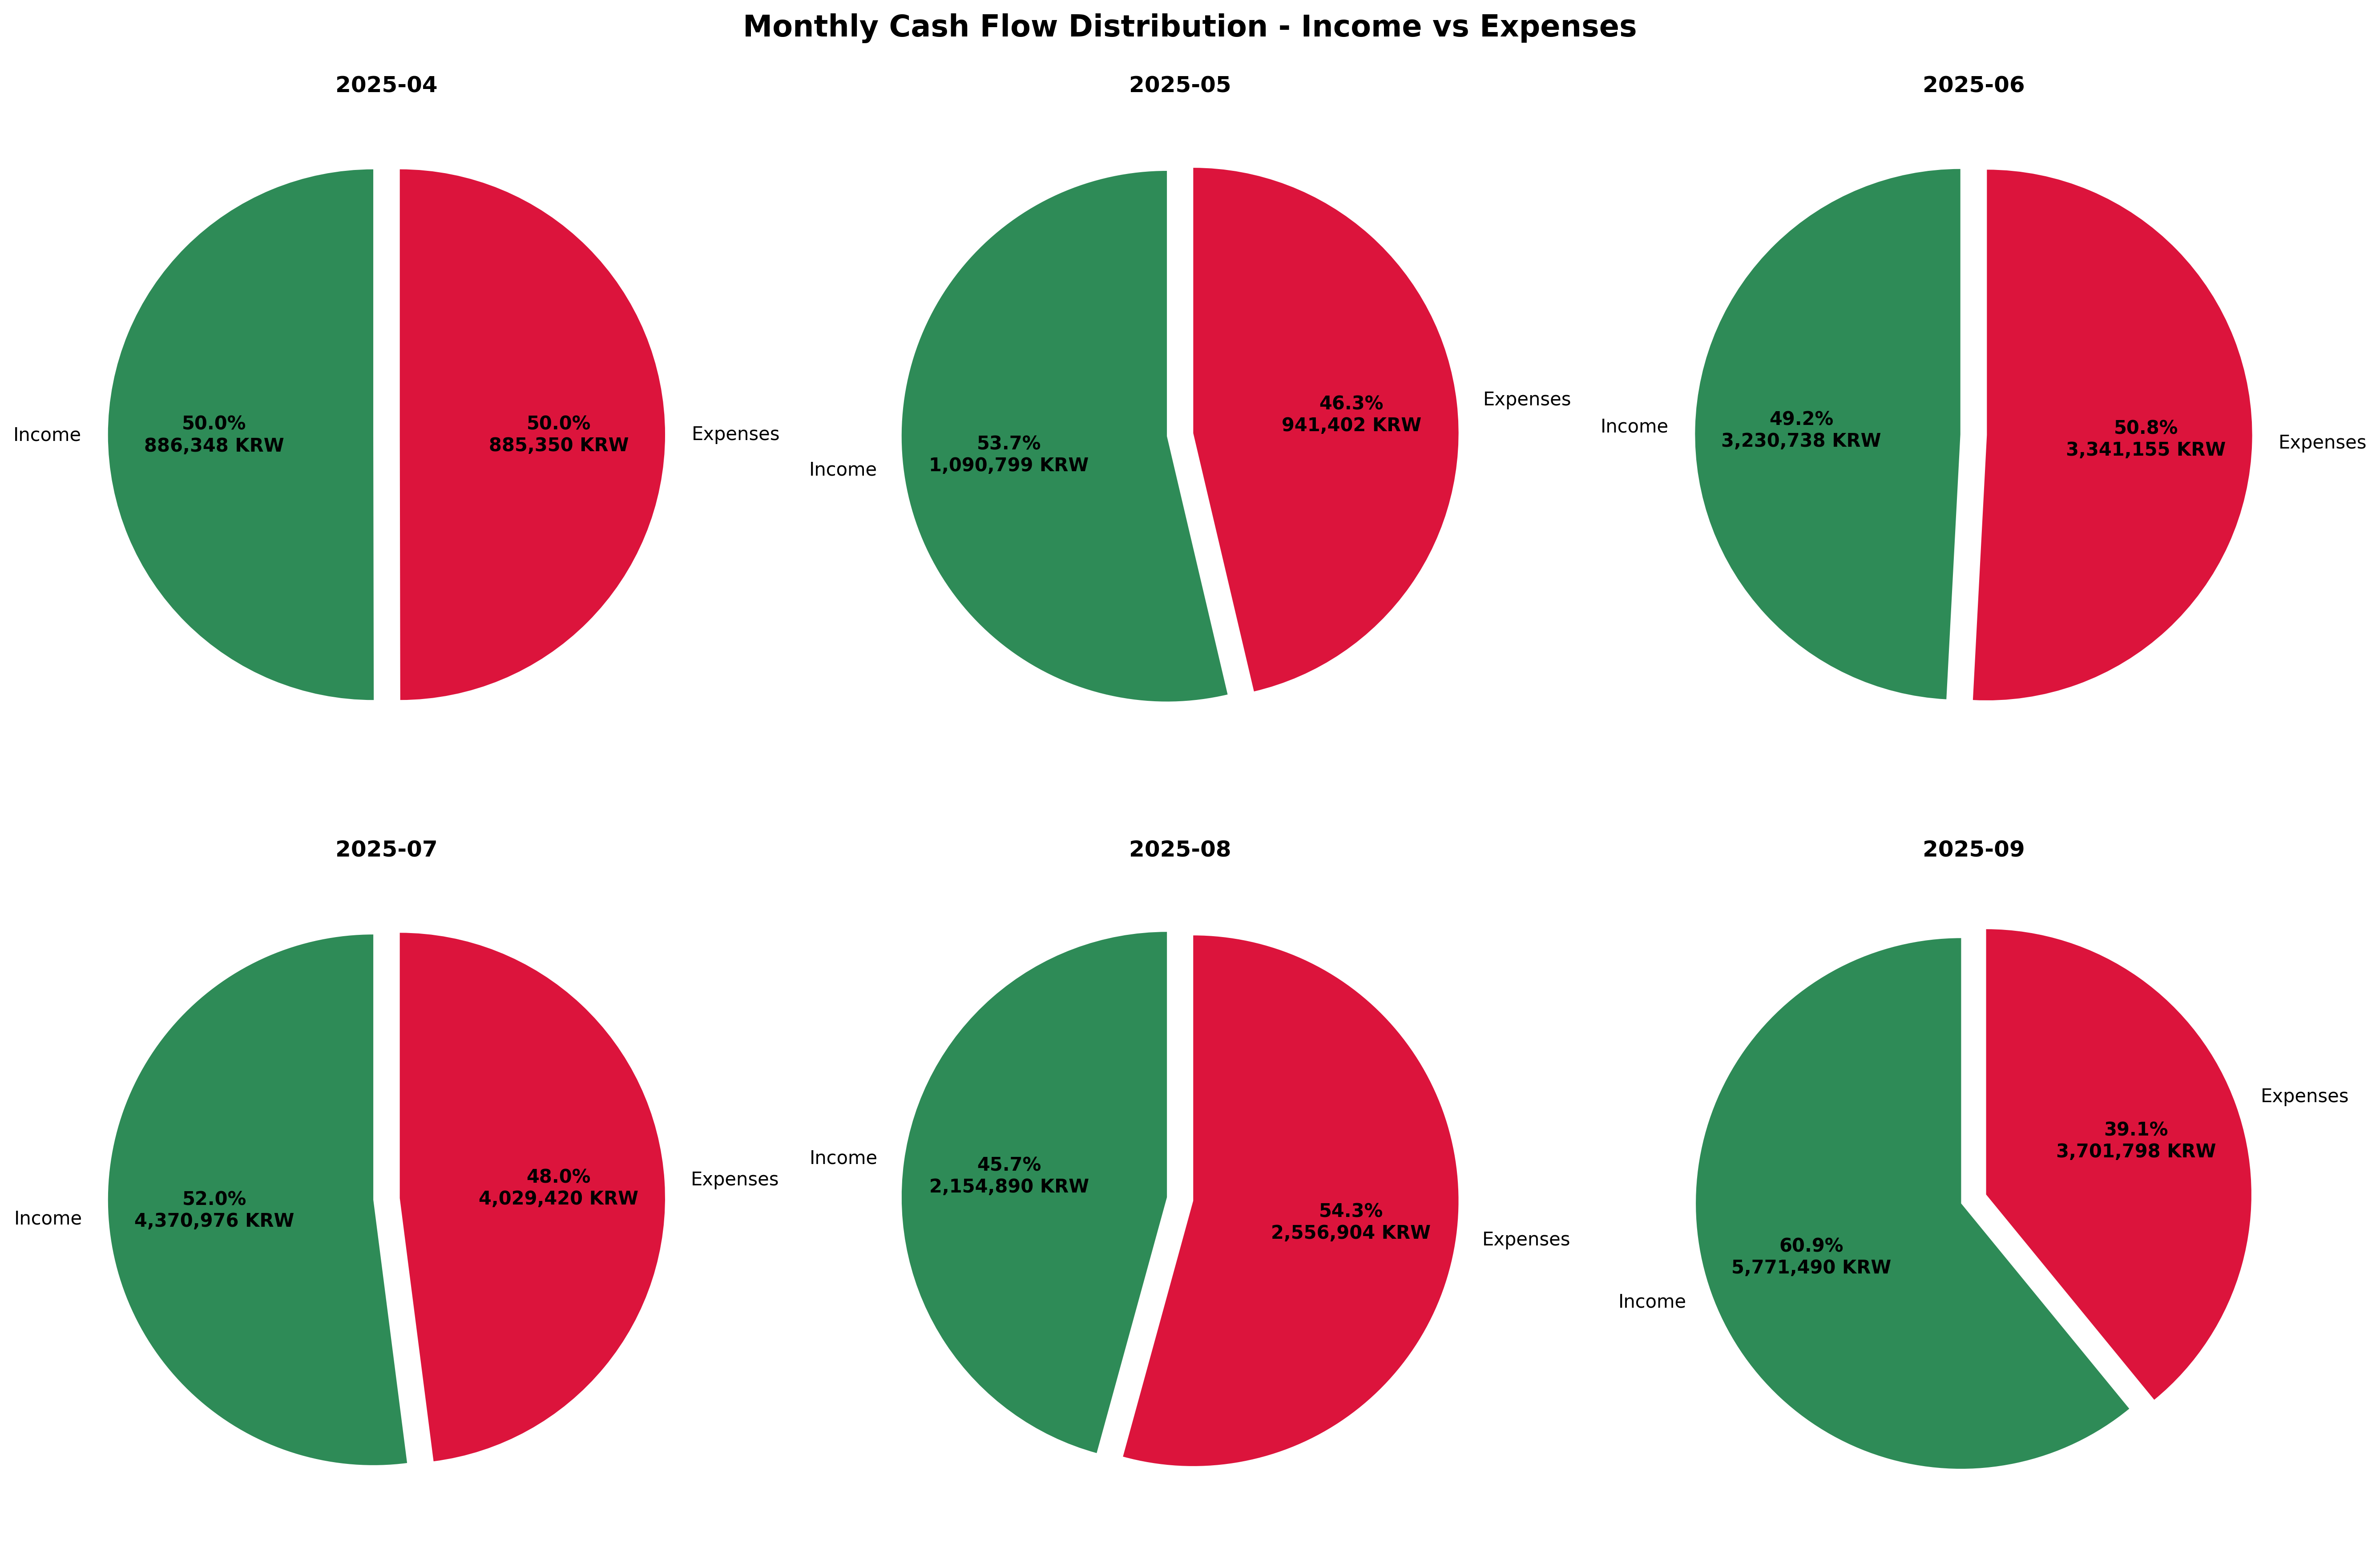 Monthly Cash Flow Distribution - Income vs Expenses
2025-04
Income
50.0%
886,348 KRW
50.0%
885,350 KRW
Expenses
2025-05
Income
53.7%
1,090,799 KRW
46.3%
941,402 KRW
Expenses
2025-06
Income
49.2%
3,230,738 KRW
50.8%
3,341,155 KRW
Expenses
2025-07
Income
52.0%
4,370,976 KRW
48.0%
4,029,420 KRW
Expenses
2025-08
Income
45.7%
2,154,890 KRW
54.3%
2,556,904 KRW
Expenses
2025-09
Income
60.9%
5,771,490 KRW
39.1%
3,701,798 KRW
Expenses